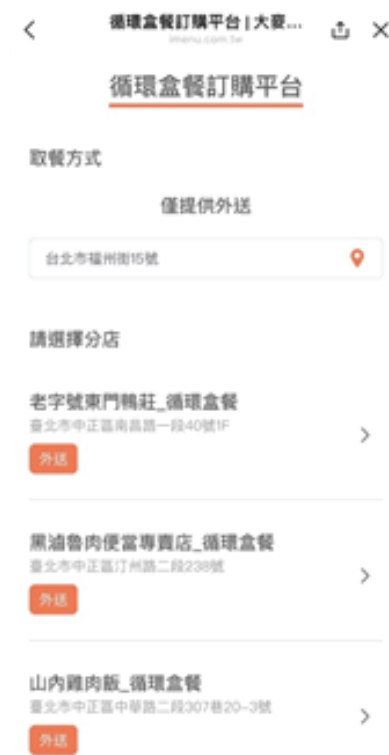 循環盒餐訂購平台 | 大麥...
imenu.com.tw
循環盒餐訂購平台
取餐方式
僅提供外送
台北市福州街15號
請選擇分店
老字號東門鴨莊_循環盒餐
臺北市中正區南昌路一段40號1F
外送
黑滷魯肉便當專賣店_循環盒餐
臺北市中正區汀州路二段238號
外送
山內雞肉飯_循環盒餐
臺北市中正區中華路二段307巷20-3號
外送